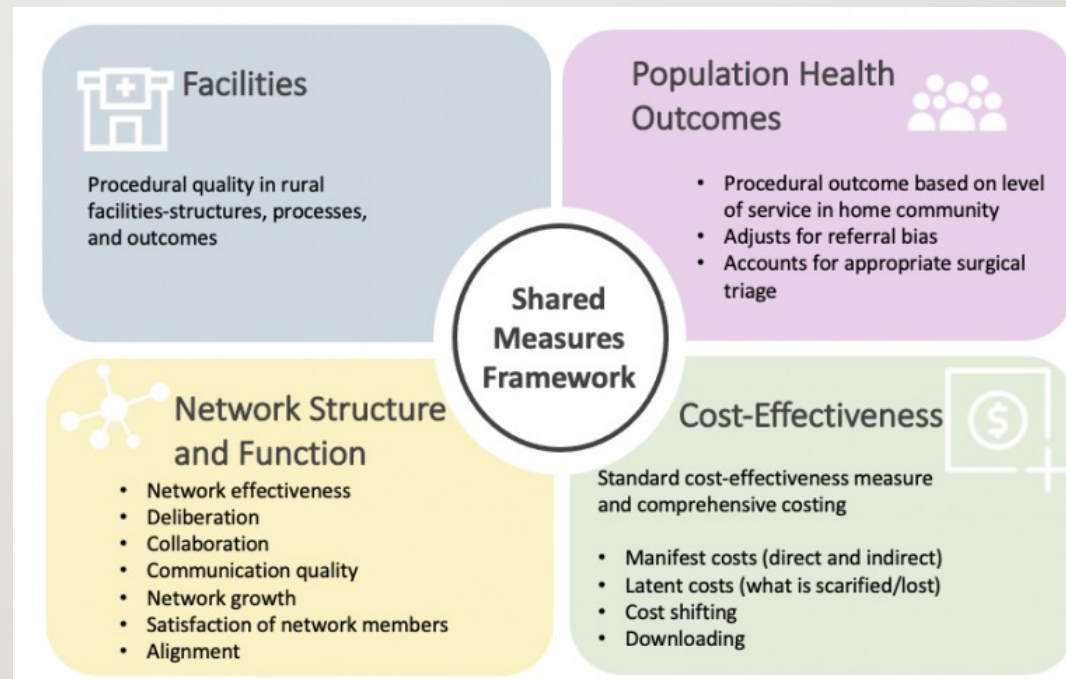 Facilities
Procedural quality in rural
facilities-structures, processes,
and outcomes
Population Health
Outcomes
• Procedural outcome based on level
of service in home community
• Adjusts for referral bias
• Accounts for appropriate surgical
triage
Shared
Measures
Framework
Network Structure
and Function
• Network effectiveness
• Deliberation
• Collaboration
• Communication quality
• Network growth
• Satisfaction of network members
• Alignment
Cost-Effectiveness
$
Standard cost-effectiveness measure
and comprehensive costing
• Manifest costs (direct and indirect)
• Latent costs (what is scarified/lost)
• Cost shifting
• Downloading